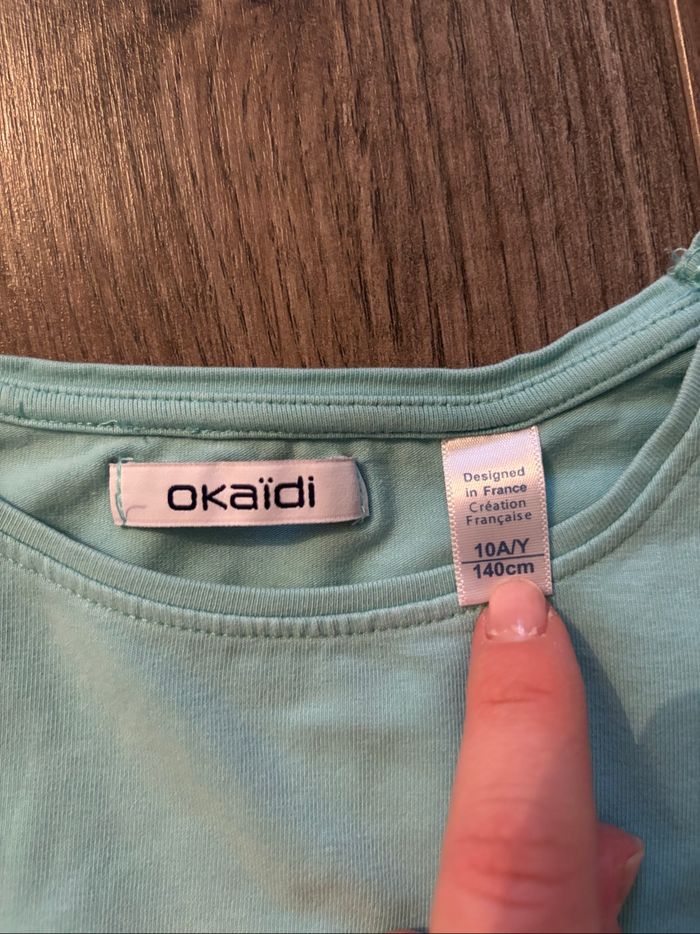 okaïdi
Designed
in France
Création
Française
10A/Y
140cm